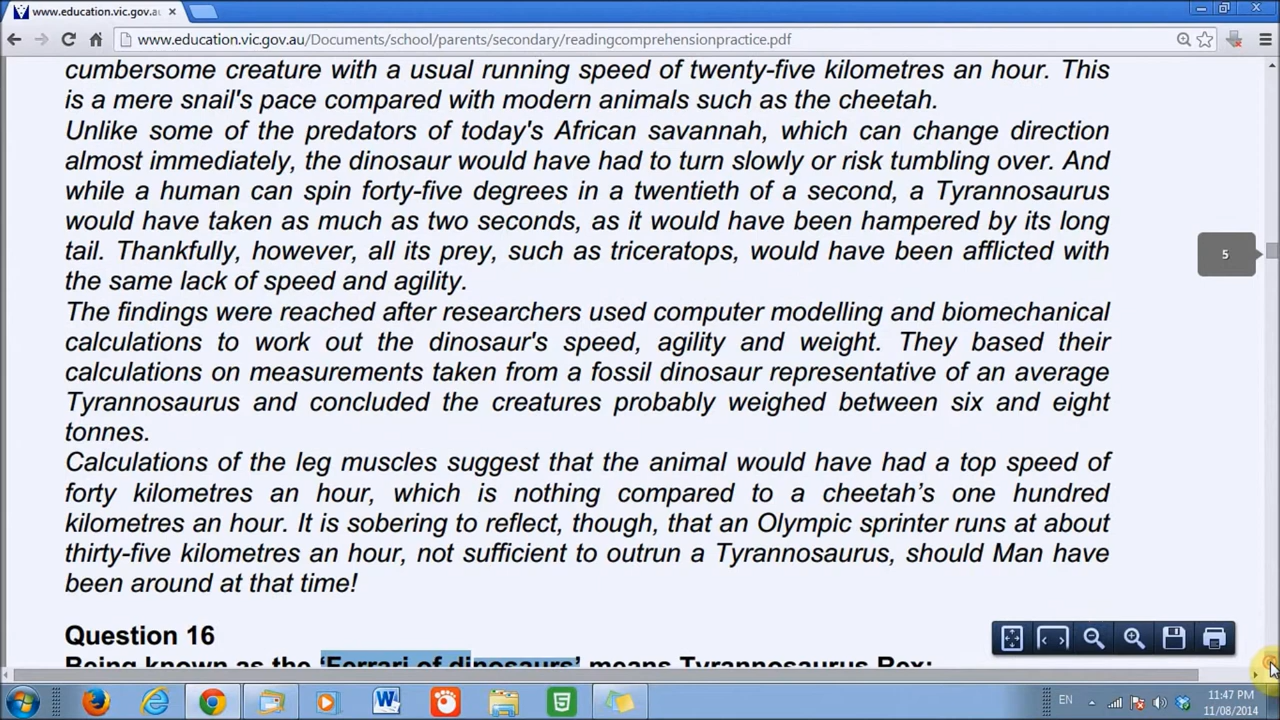 www.education.vic.gov.au
www.education.vic.gov.au/Documents/school/parents/secondary/readingcomprehensionpractice.pdf
cumbersome creature with a usual running speed of twenty-five kilometres an hour. This
is a mere snail's pace compared with modern animals such as the cheetah.
Unlike some of the predators of today's African savannah, which can change direction
almost immediately, the dinosaur would have had to turn slowly or risk tumbling over. And
while a human can spin forty-five degrees in a twentieth of a second, a Tyrannosaurus
would have taken as much as two seconds, as it would have been hampered by its long
tail. Thankfully, however, all its prey, such as triceratops, would have been afflicted with
the same lack of speed and agility.
5
The findings were reached after researchers used computer modelling and biomechanical
calculations to work out the dinosaur's speed, agility and weight. They based their
calculations on measurements taken from a fossil dinosaur representative of an average
Tyrannosaurus and concluded the creatures probably weighed between six and eight
tonnes.
Calculations of the leg muscles suggest that the animal would have had a top speed of
forty kilometres an hour, which is nothing compared to a cheetah's one hundred
kilometres an hour. It is sobering to reflect, though, that an Olympic sprinter runs at about
thirty-five kilometres an hour, not sufficient to outrun a Tyrannosaurus, should Man have
been around at that time!
Question 16
Being known as the 'Ferrari of dinosaurs' means Tyrannosaurus Rex:
EN
11:47 PM
11/08/2014